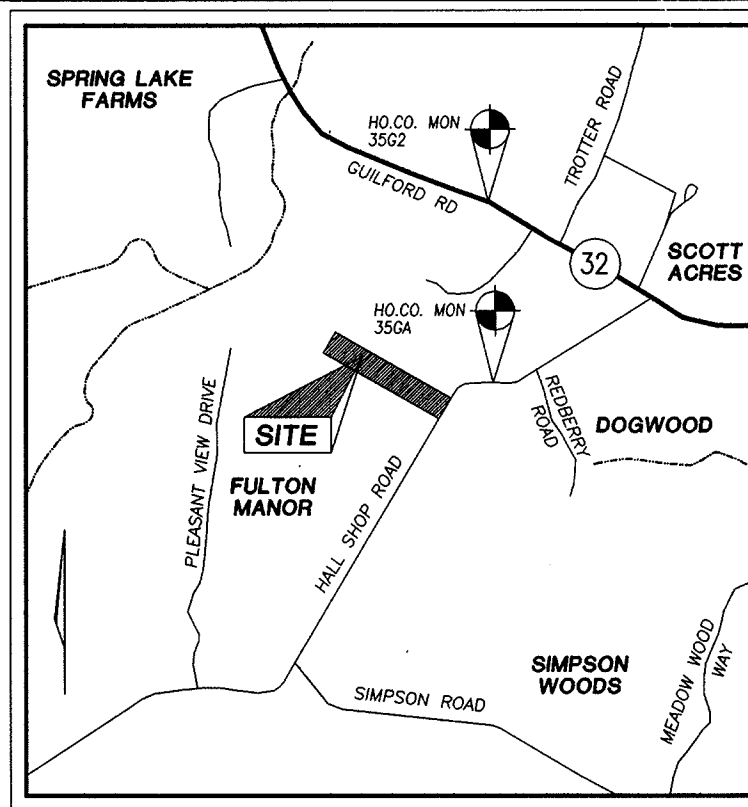 SPRING LAKE
FARMS
HO.CO. MON
35G2
TROTTER ROAD
GUILFORD RD
32
SCOTT
ACRES
HO.CO. MON
35GA
REDBERRY
ROAD
DOGWOOD
SITE
PLEASANT VIEW DRIVE
FULTON
MANOR
HALL SHOP ROAD
SIMPSON
WOODS
MEADOW WOOD
WAY
SIMPSON ROAD